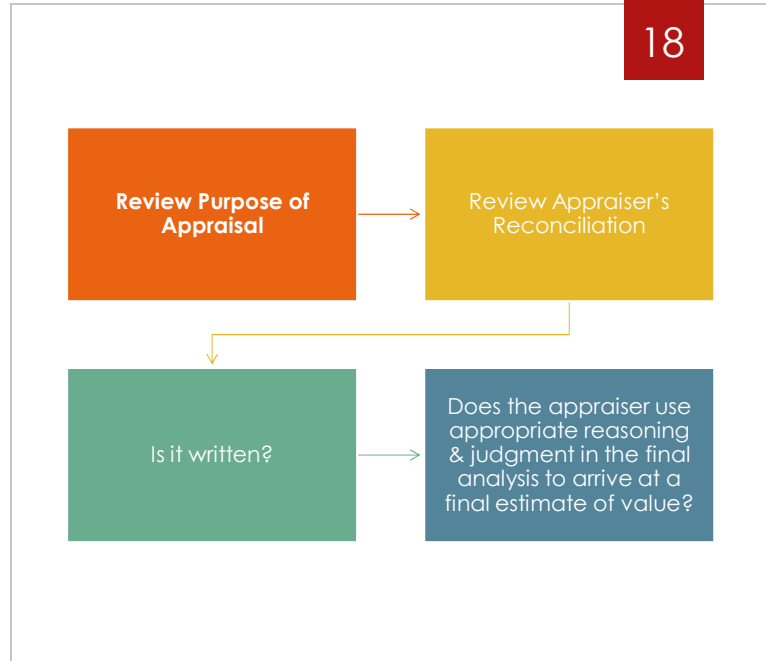 18
Review Purpose of
Appraisal
Review Appraiser’s
Reconciliation
Is it written?
Does the appraiser use
appropriate reasoning
& judgment in the final
analysis to arrive at a
final estimate of value?